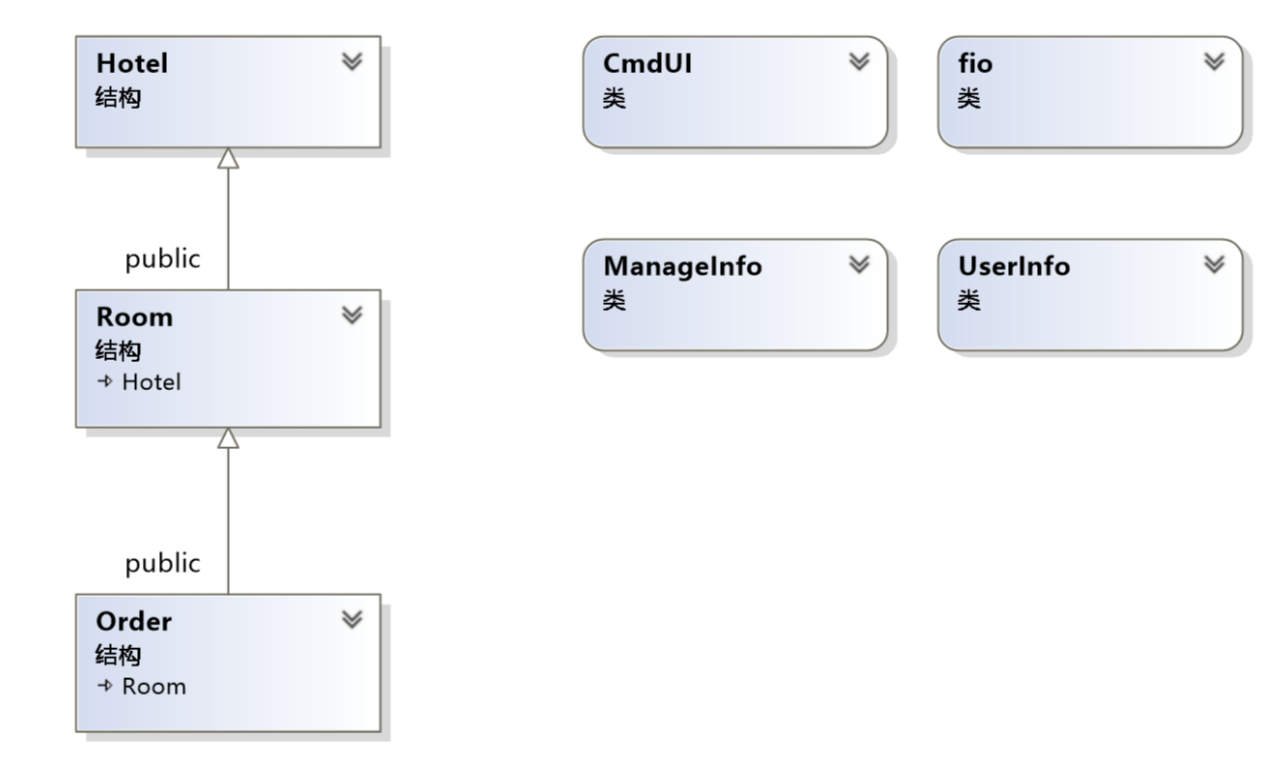 Hotel
结构
public
Room
结构
Hotel
public
Order
结构
Room
CmdUI
类
fio
类
ManageInfo
类
UserInfo
类